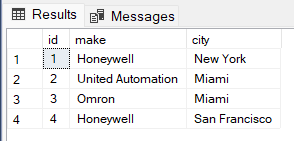 Results Messages
id make city
1 1 Honeywell New York
2 2 United Automation Miami
3 3 Omron Miami
4 4 Honeywell San Francisco